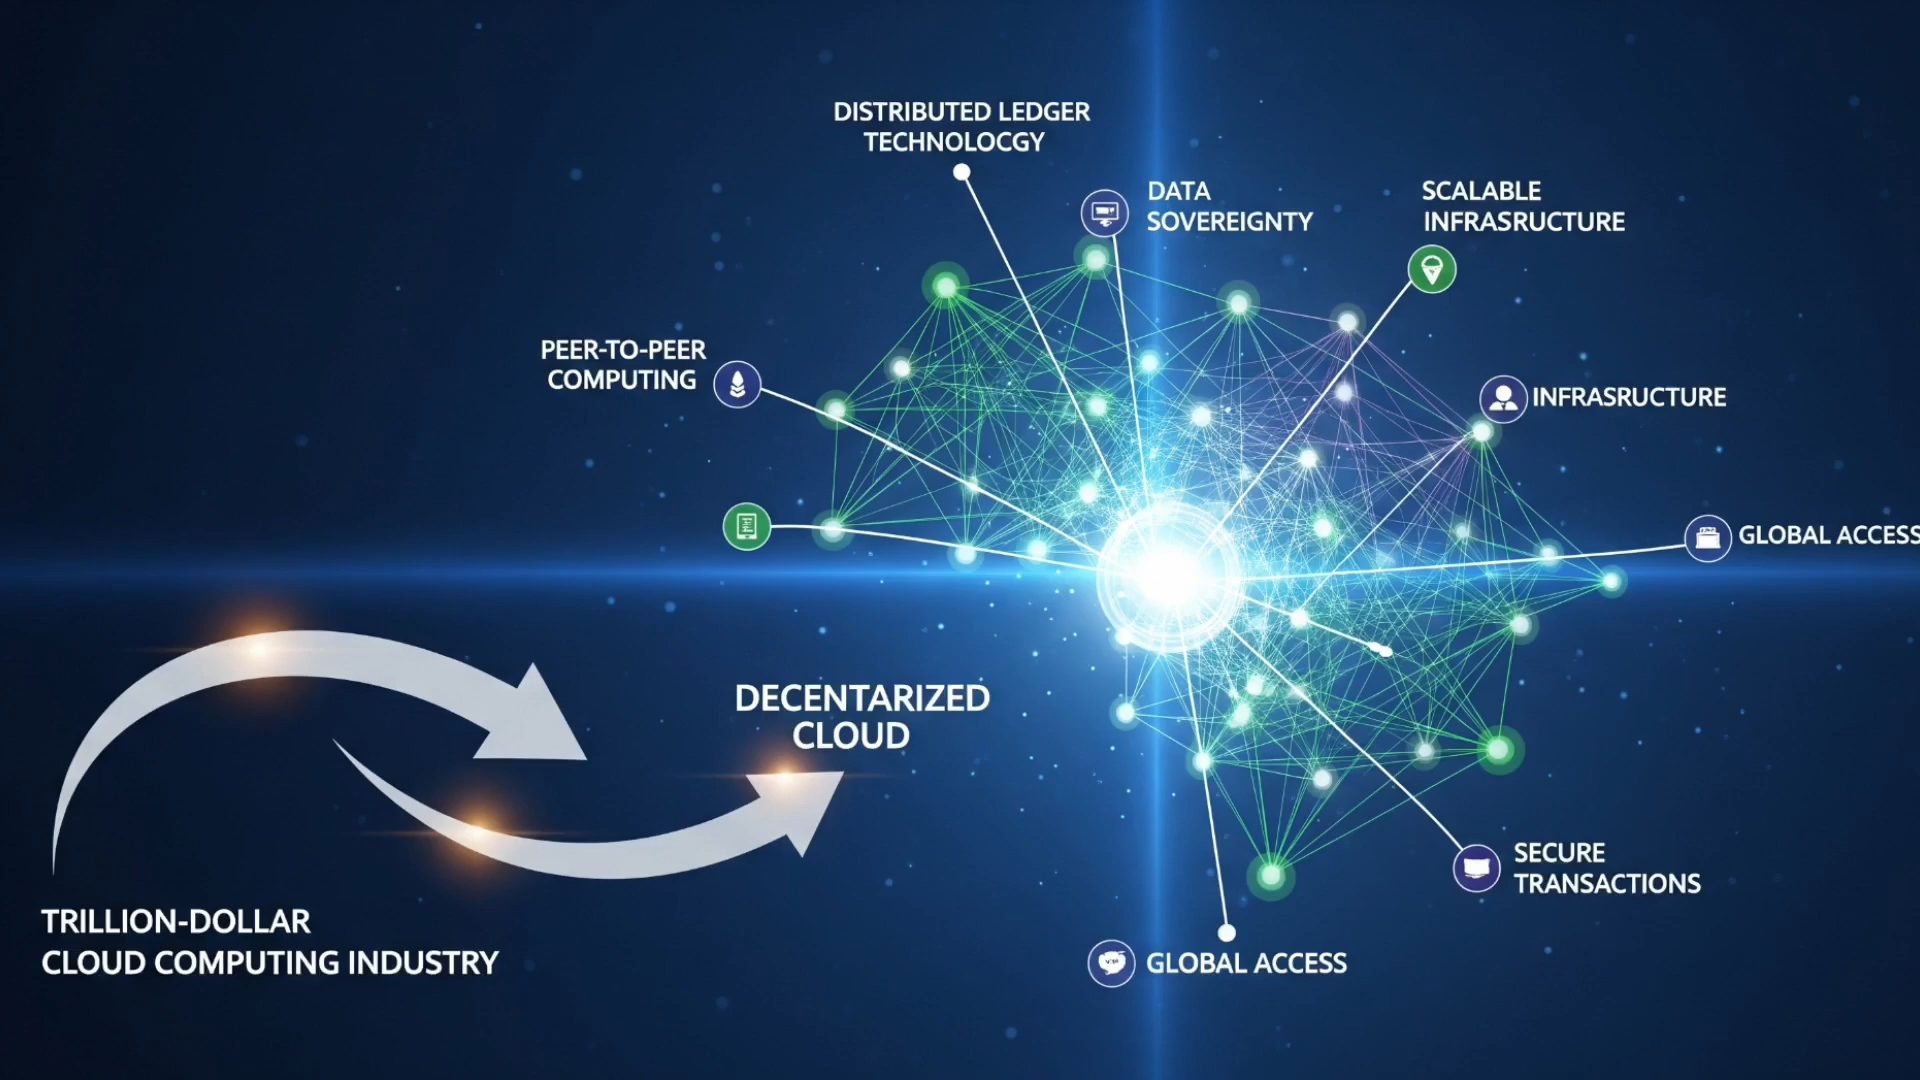 DISTRIBUTED LEDGER
TECHNOLOCGY
DATA
SOVEREIGNTY
SCALABLE
INFRASRUCTURE
PEER-TO-PEER
COMPUTING
INFRASRUCTURE
GLOBAL ACCESS
DECENTARIZED
CLOUD
SECURE
TRANSACTIONS
TRILLION-DOLLAR
CLOUD COMPUTING INDUSTRY
GLOBAL ACCESS